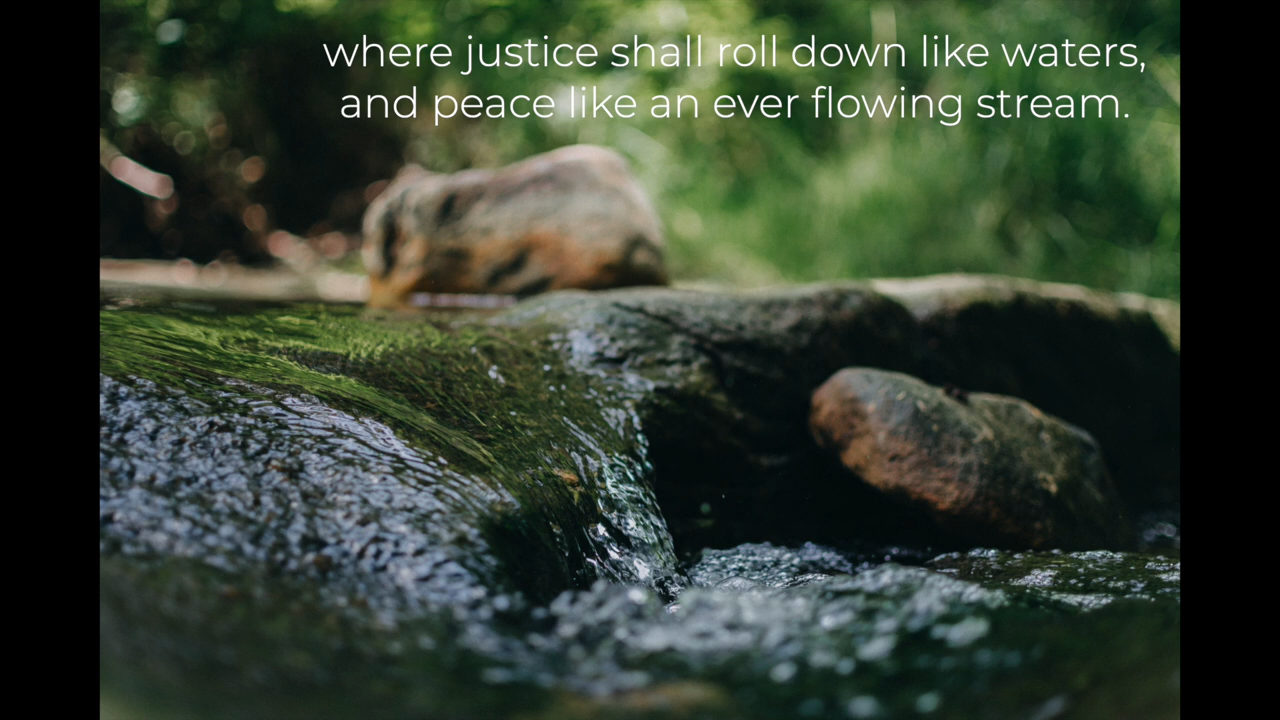 where justice shall roll down like waters,
and peace like an ever flowing stream.